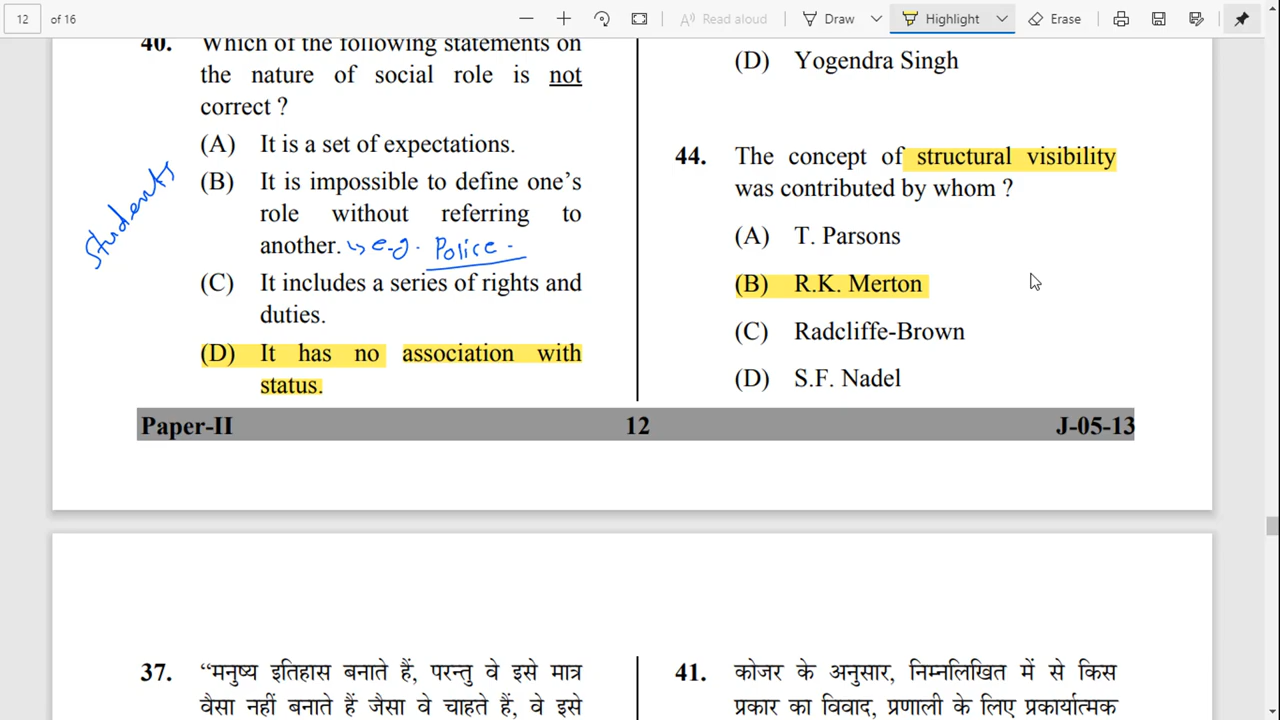 12 of 16
Read aloud
Draw
Highlight
Erase
40. Which of the following statements on
the nature of social role is not
correct ?
(A) It is a set of expectations.
(B) It is impossible to define one’s
role without referring to
another. ↳ e.g. Police -
Students
(C) It includes a series of rights and
duties.
(D) It has no association with
status.
(D) Yogendra Singh
44. The concept of structural visibility
was contributed by whom ?
(A) T. Parsons
(B) R.K. Merton
(C) Radcliffe-Brown
(D) S.F. Nadel
Paper-II 12 J-05-13
37. “मनुष्य इतिहास बनाते हैं, परन्तु वे इसे मात्र
वैसा नहीं बनाते हैं जैसा वे चाहते हैं, वे इसे
41. कोजर के अनुसार, निम्नलिखित में से किस
प्रकार का विवाद, प्रणाली के लिए प्रकार्यात्मक